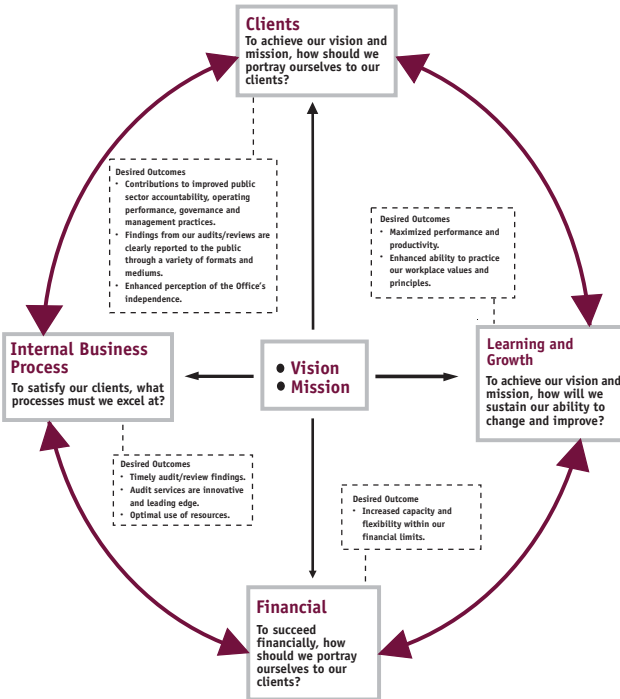 Clients
To achieve our vision and
mission, how should we
portray ourselves to our
clients?
Desired Outcomes
• Contributions to improved public
sector accountability, operating
performance, governance and
management practices.
• Findings from our audits/reviews are
clearly reported to the public
through a variety of formats and
mediums.
• Enhanced perception of the Office's
independence.
Desired Outcomes
• Maximized performance and
productivity.
• Enhanced ability to practice
our workplace values and
principles.
Internal Business
Process
To satisfy our clients, what
processes must we excel at?
• Vision
• Mission
Learning and
Growth
To achieve our vision and
mission, how will we
sustain our ability to
change and improve?
Desired Outcomes
• Timely audit/review findings.
• Audit services are innovative
and leading edge.
• Optimal use of resources.
Desired Outcome
• Increased capacity and
flexibility within our
financial limits.
Financial
To succeed
financially, how
should we portray
ourselves to our
clients?